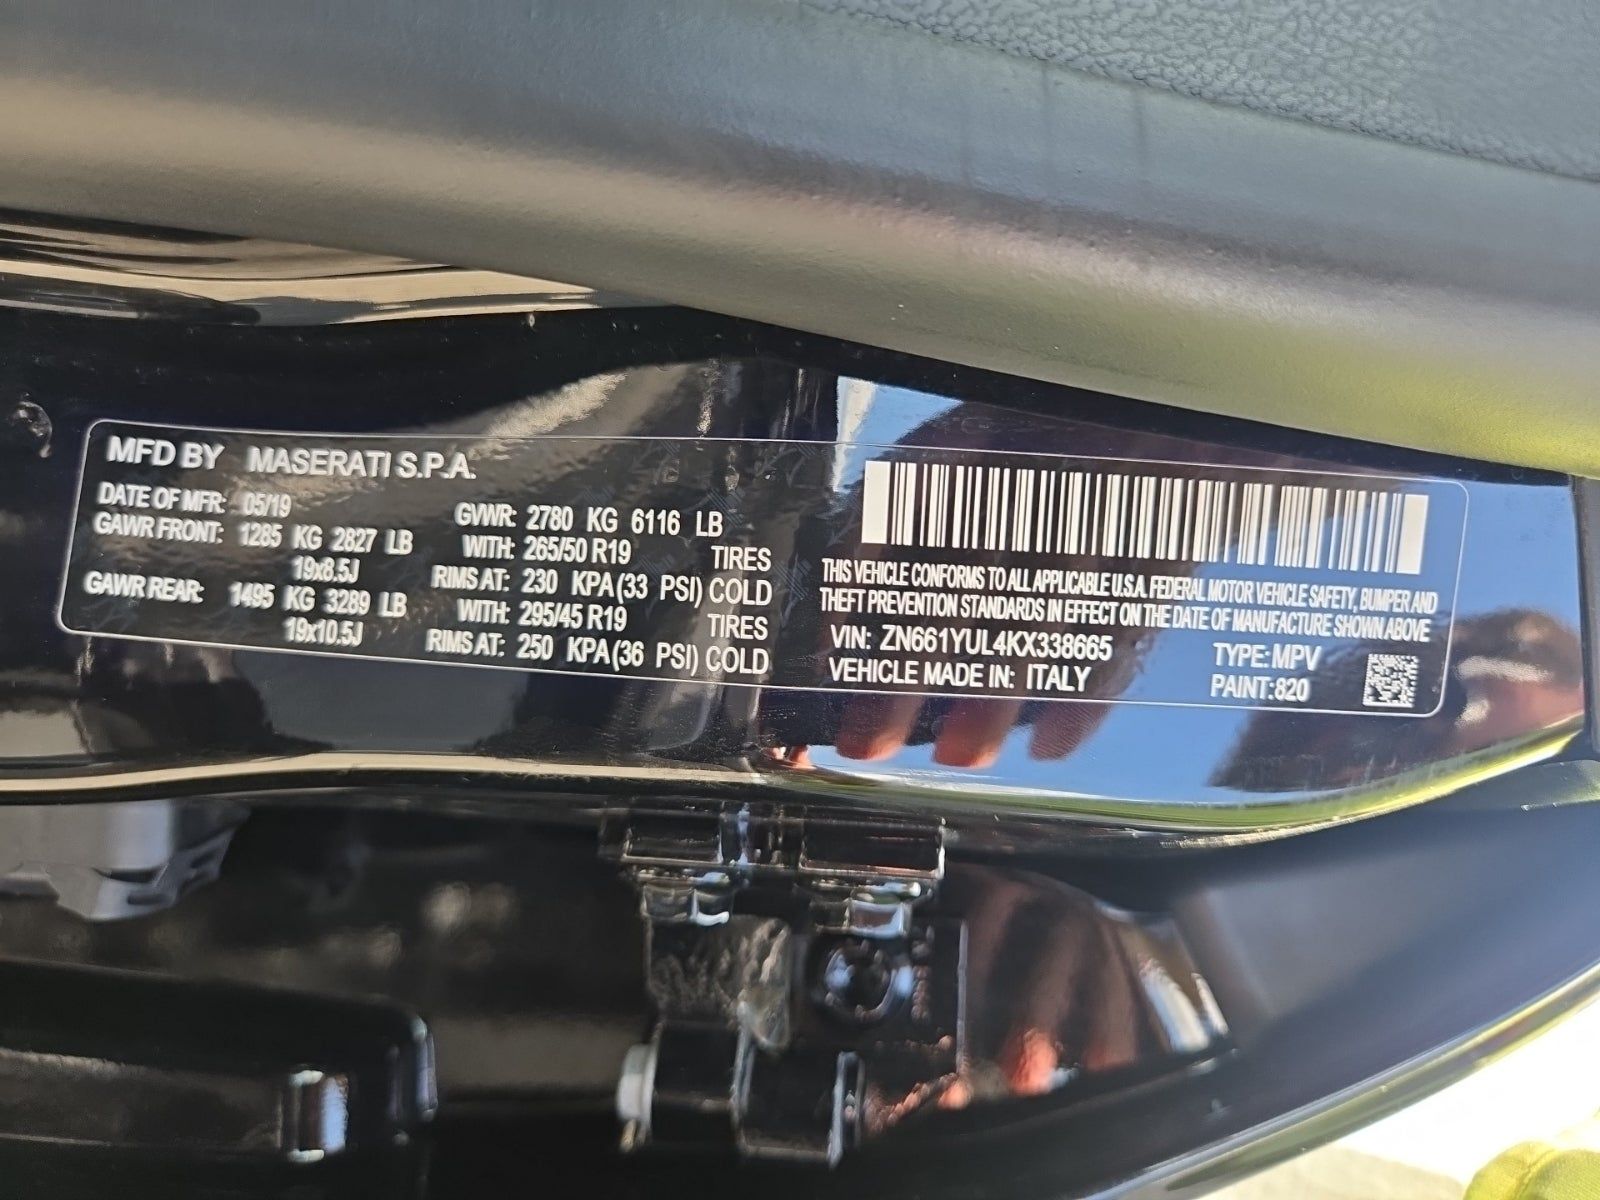 MFD BY MASERATI S.P.A.
DATE OF MFR: 05/19
GVWR: 2780 KG 6116 LB
GAWR FRONT: 1285 KG 2827 LB WITH: 265/50 R19 TIRES
19x8.5J RIMS AT: 230 KPA (33 PSI) COLD
GAWR REAR: 1495 KG 3289 LB WITH: 295/45 R19 TIRES
19x10.5J RIMS AT: 250 KPA (36 PSI) COLD
THIS VEHICLE CONFORMS TO ALL APPLICABLE U.S.A. FEDERAL MOTOR VEHICLE SAFETY, BUMPER AND
THEFT PREVENTION STANDARDS IN EFFECT ON THE DATE OF MANUFACTURE SHOWN ABOVE
VIN: ZN661YUL4KX338665 TYPE: MPV
VEHICLE MADE IN: ITALY PAINT: 820